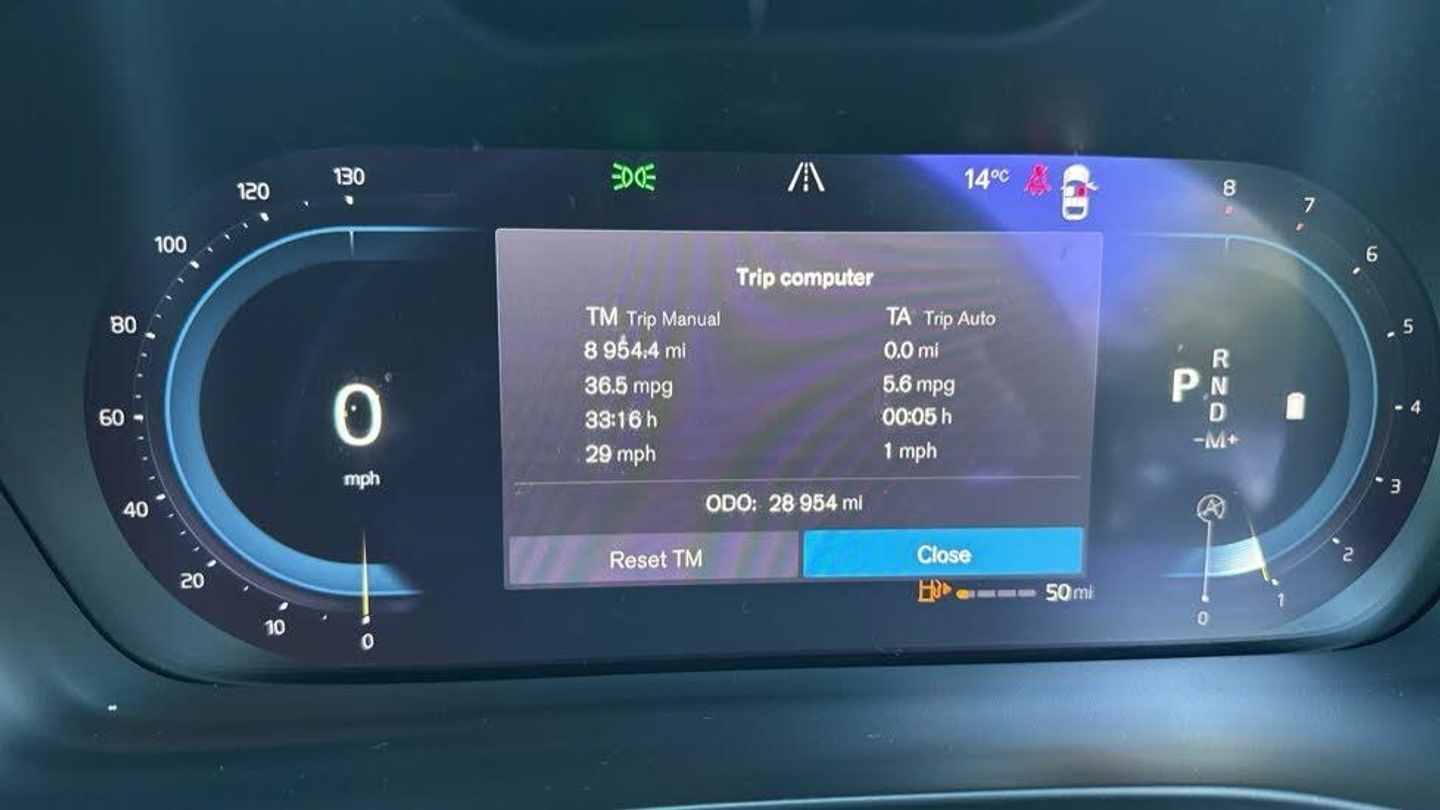 14°C
130
120
100
80
60
40
20
10
0
0
mph
Trip computer
TM Trip Manual
8 954.4 mi
36.5 mpg
33:16 h
29 mph
TA Trip Auto
0.0 mi
5.6 mpg
00:05 h
1 mph
ODO: 28 954 mi
Reset TM
Close
50 mi
P
R
N
D
-M+
A
8
7
6
5
4
3
2
1
0